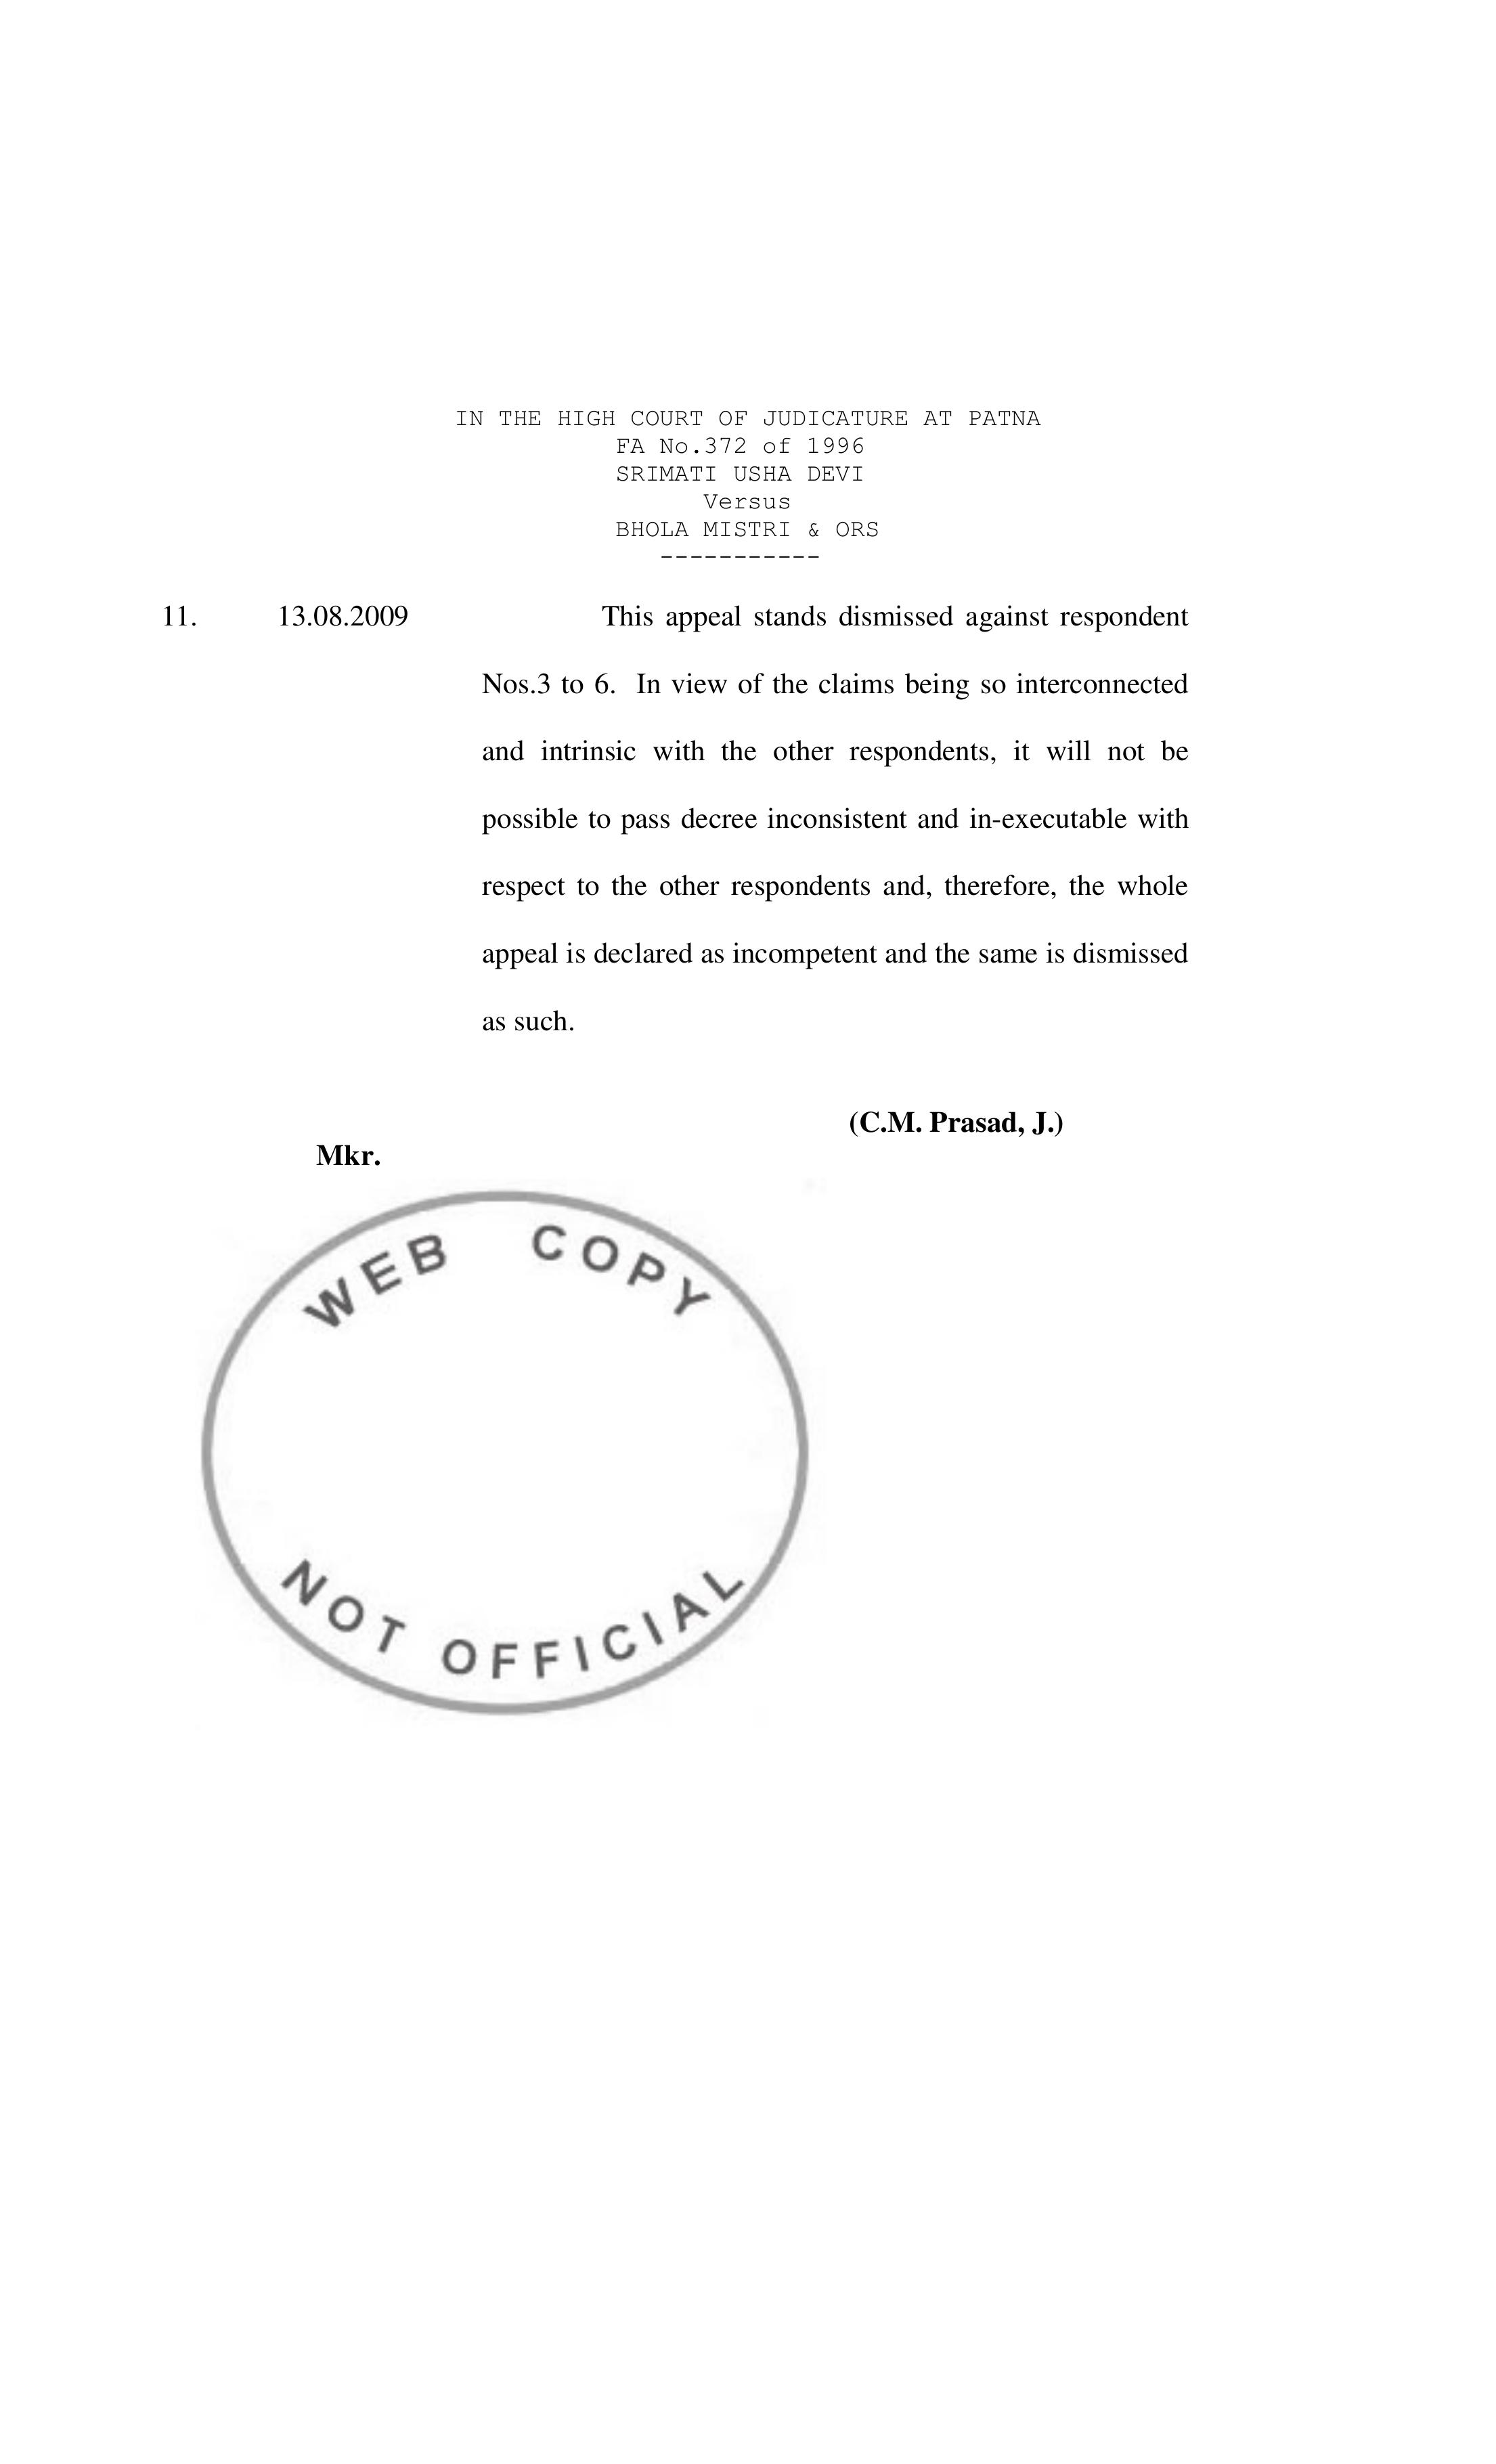 IN THE HIGH COURT OF JUDICATURE AT PATNA
FA No.372 of 1996
SRIMATI USHA DEVI
Versus
BHOLA MISTRI & ORS
-----------
11. 13.08.2009 This appeal stands dismissed against respondent
Nos.3 to 6. In view of the claims being so interconnected
and intrinsic with the other respondents, it will not be
possible to pass decree inconsistent and in-executable with
respect to the other respondents and, therefore, the whole
appeal is declared as incompetent and the same is dismissed
as such.
(C.M. Prasad, J.)
Mkr.
WEB COPY
NOT OFFICIAL